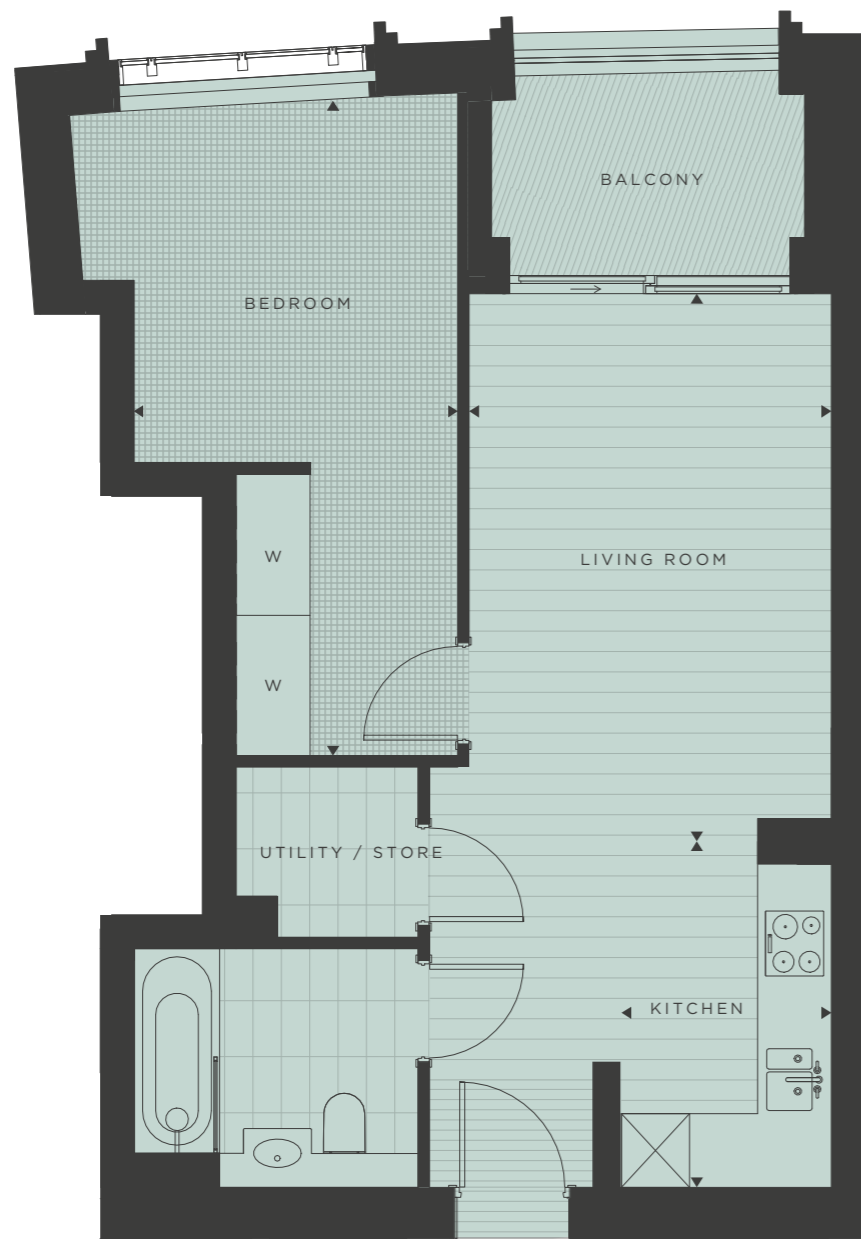 BALCONY
BEDROOM
W
LIVING ROOM
W
UTILITY / STORE
KITCHEN